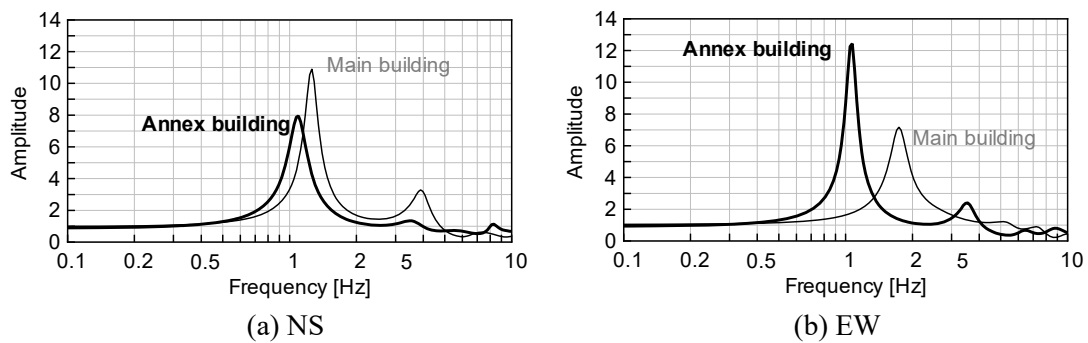 14
12
10
8
6
4
2
0
Amplitude
Main building
Annex building
0.1 0.2 0.5 1 2 5 10
Frequency [Hz]
(a) NS
14
12
10
8
6
4
2
0
Amplitude
Annex building
Main building
0.1 0.2 0.5 1 2 5 10
Frequency [Hz]
(b) EW